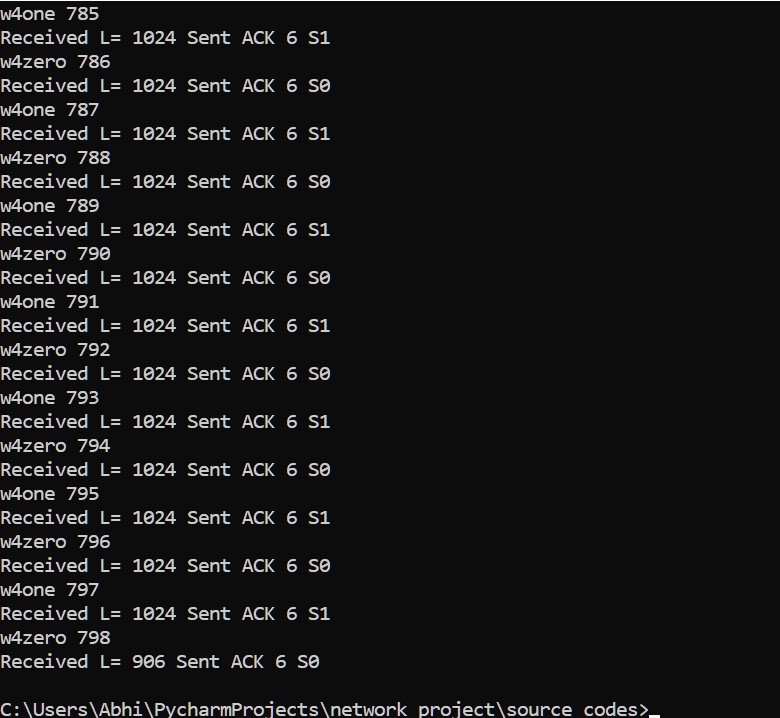 w4one 785
Received L= 1024 Sent ACK 6 S1
w4zero 786
Received L= 1024 Sent ACK 6 S0
w4one 787
Received L= 1024 Sent ACK 6 S1
w4zero 788
Received L= 1024 Sent ACK 6 S0
w4one 789
Received L= 1024 Sent ACK 6 S1
w4zero 790
Received L= 1024 Sent ACK 6 S0
w4one 791
Received L= 1024 Sent ACK 6 S1
w4zero 792
Received L= 1024 Sent ACK 6 S0
w4one 793
Received L= 1024 Sent ACK 6 S1
w4zero 794
Received L= 1024 Sent ACK 6 S0
w4one 795
Received L= 1024 Sent ACK 6 S1
w4zero 796
Received L= 1024 Sent ACK 6 S0
w4one 797
Received L= 1024 Sent ACK 6 S1
w4zero 798
Received L= 906 Sent ACK 6 S0
C:\Users\Abhi\PycharmProjects\network project\source codes>